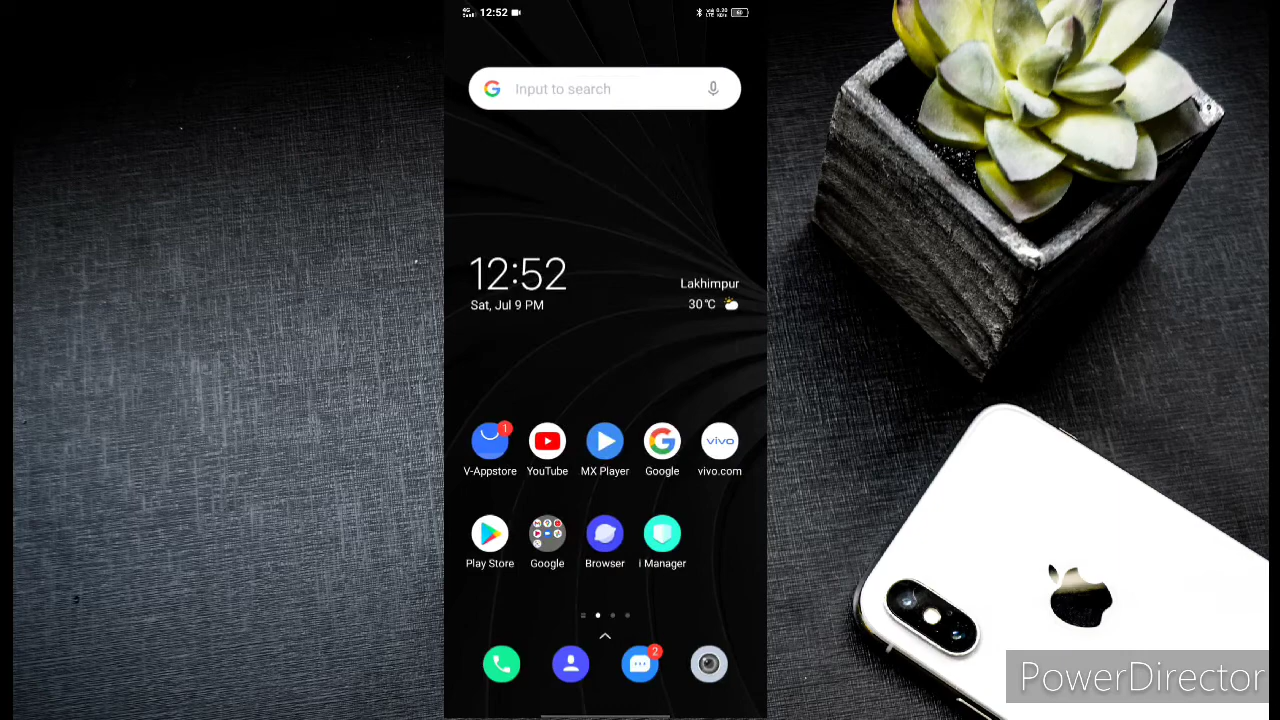 12:52
Input to search
12:52
Sat, Jul 9 PM
Lakhimpur
30°C
1
V-Appstore
YouTube
MX Player
Google
vivo
vivo.com
Play Store
Google
Browser
i Manager
2
PowerDirector